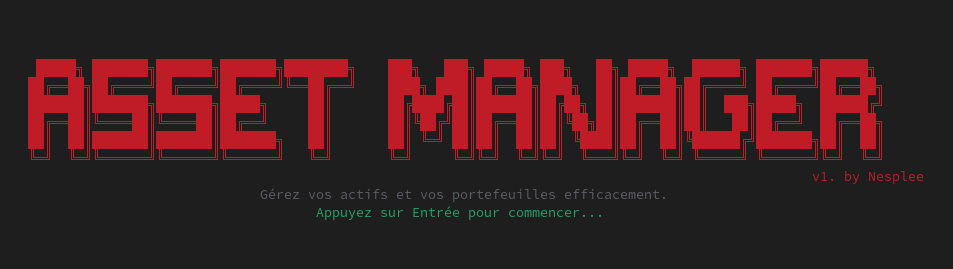 ASSET MANAGER
v1. by Nesplee
Gérez vos actifs et vos portefeuilles efficacement.
Appuyez sur Entrée pour commencer...